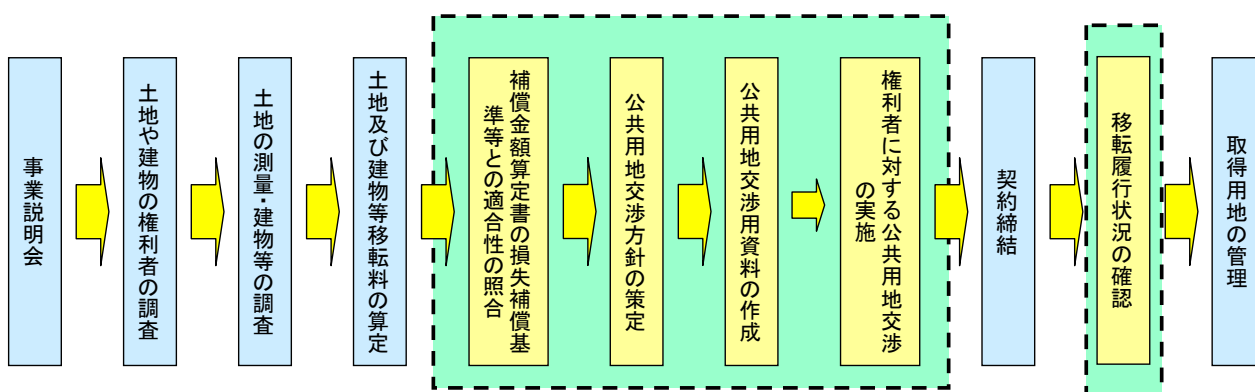 事業説明会
土地や建物の権利者の調査
土地の測量・建物等の調査
土地及び建物等移転料の算定
補償金額算定書の損失補償基
準等との適合性の照合
公共用地交渉方針の策定
公共用地交渉用資料の作成
権利者に対する公共用地交渉
の実施
契約締結
移転履行状況の確認
取得用地の管理